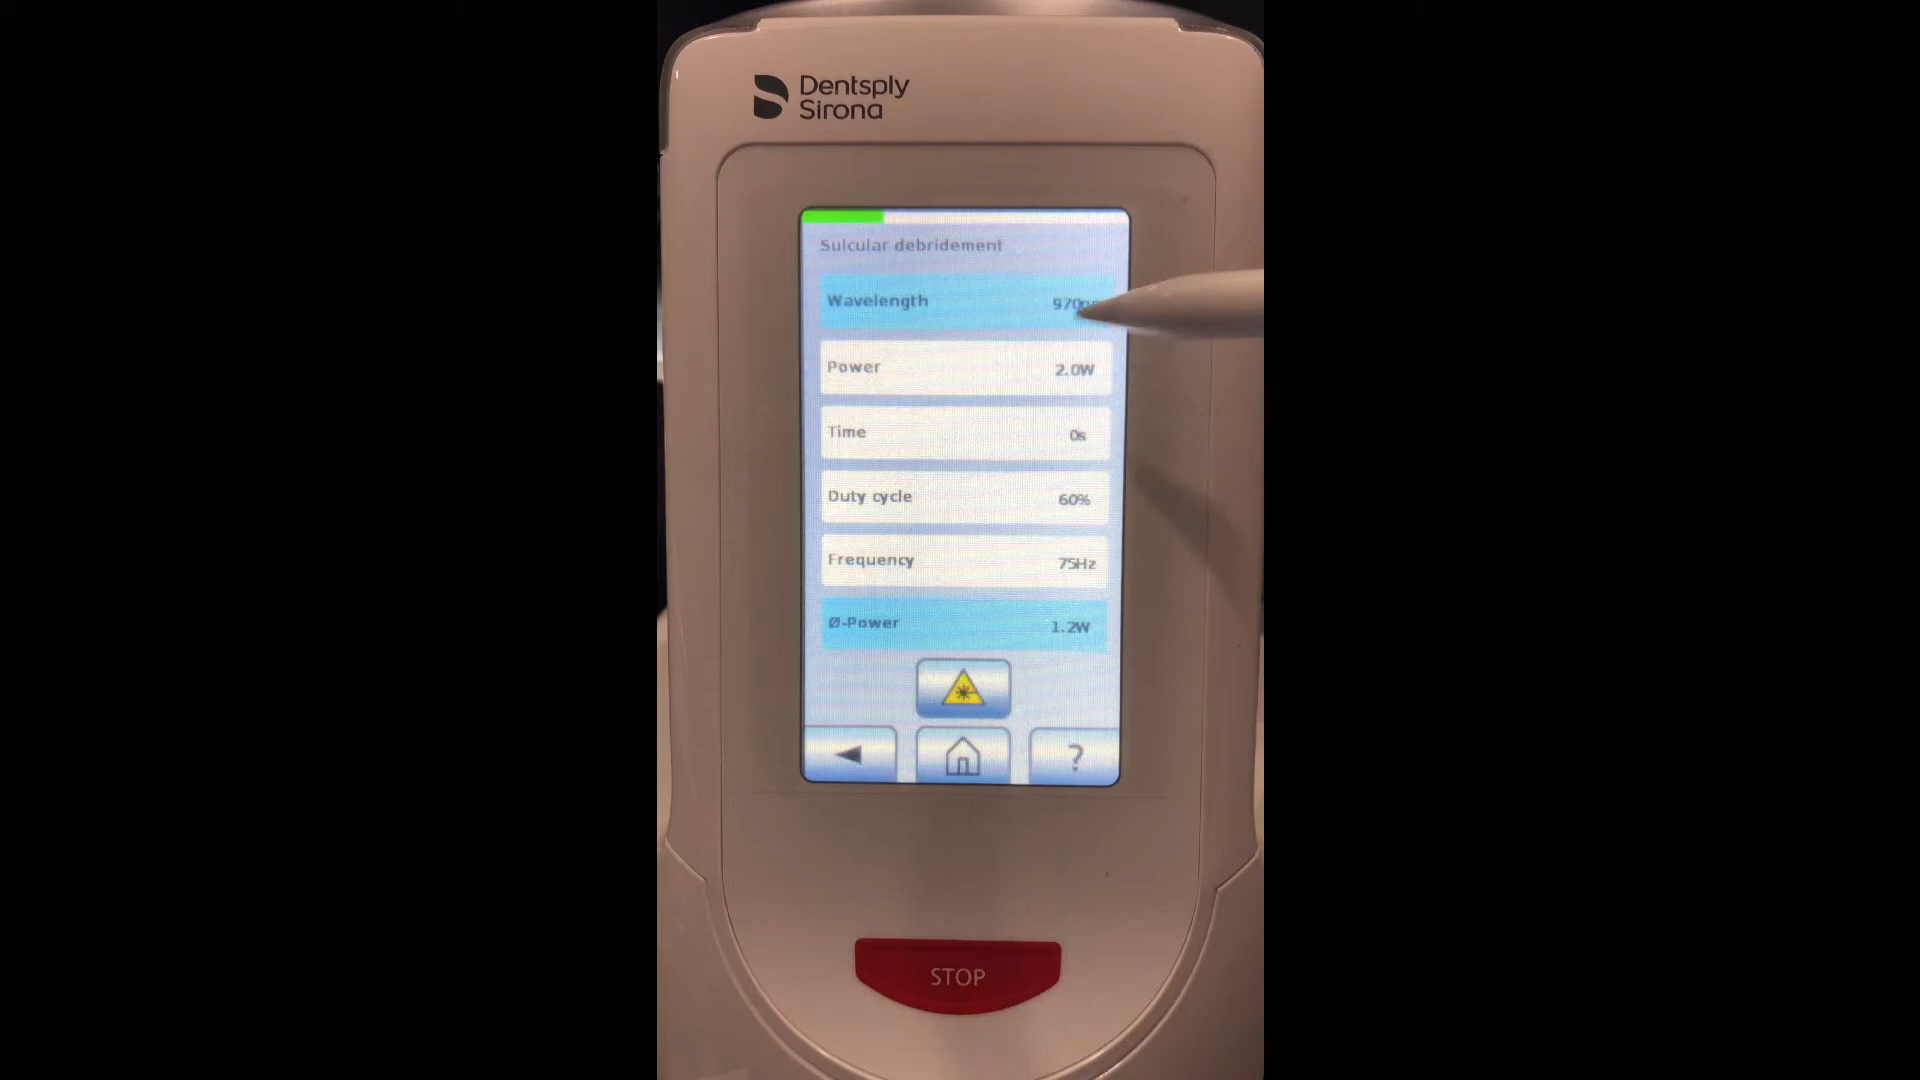 Dentsply
Sirona
Sulcular debridement
Wavelength 970
Power 2.0W
Time 0s
Duty cycle 60%
Frequency 75Hz
Ø-Power 1.2W
?
STOP